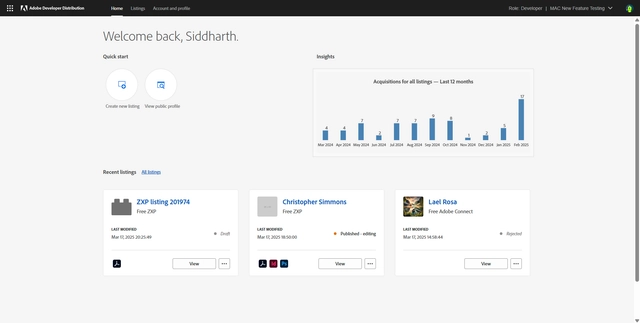 Adobe Developer Distribution Home Listings Account and profile Role: Developer | MAC New Feature Testing
Welcome back, Siddharth.
Quick start
Create new listing View public profile
Insights
Acquisitions for all listings — Last 12 months
4 4 7 2 7 7 9 8 1 2 5 17
Mar 2024 Apr 2024 May 2024 Jun 2024 Jul 2024 Aug 2024 Sep 2024 Oct 2024 Nov 2024 Dec 2024 Jan 2025 Feb 2025
Recent listings All listings
ZXP listing 201974
Free ZXP
LAST MODIFIED
Mar 17, 2025 20:25:49 Draft
View
Christopher Simmons
Free ZXP
LAST MODIFIED
Mar 17, 2025 18:50:00 Published - editing
Id Ps View
Lael Rosa
Free Adobe Connect
LAST MODIFIED
Mar 17, 2025 14:58:44 Rejected
View